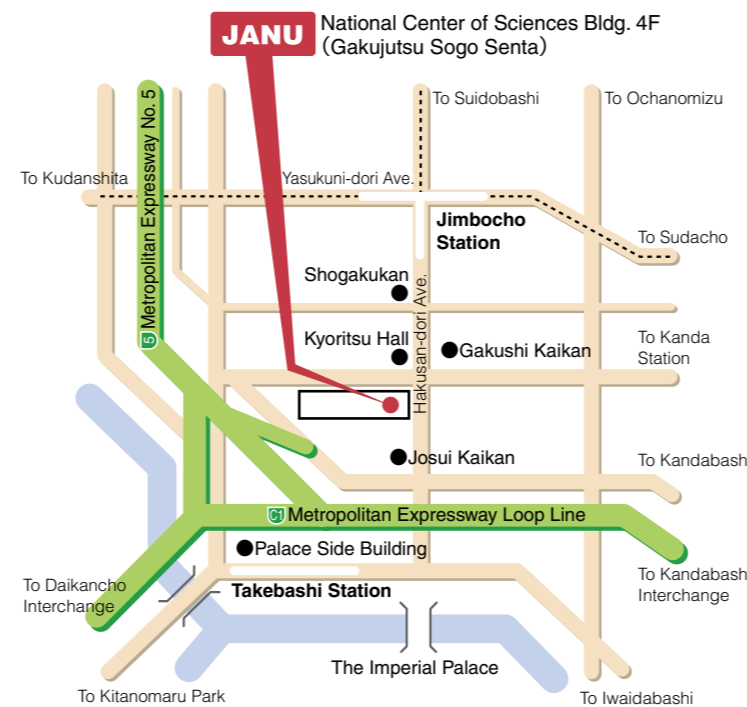 JANU
National Center of Sciences Bldg. 4F
(Gakujutsu Sogo Senta)
To Suidobashi
To Ochanomizu
5 Metropolitan Expressway No. 5
To Kudanshita
Yasukuni-dori Ave.
Jimbocho
Station
To Sudacho
Shogakukan
Hakusan-dori Ave.
Kyoritsu Hall
Gakushi Kaikan
To Kanda
Station
Josui Kaikan
To Kandabash
C1 Metropolitan Expressway Loop Line
Palace Side Building
To Daikancho
Interchange
Takebashi Station
To Kandabash
Interchange
The Imperial Palace
To Kitanomaru Park
To Iwaidabashi